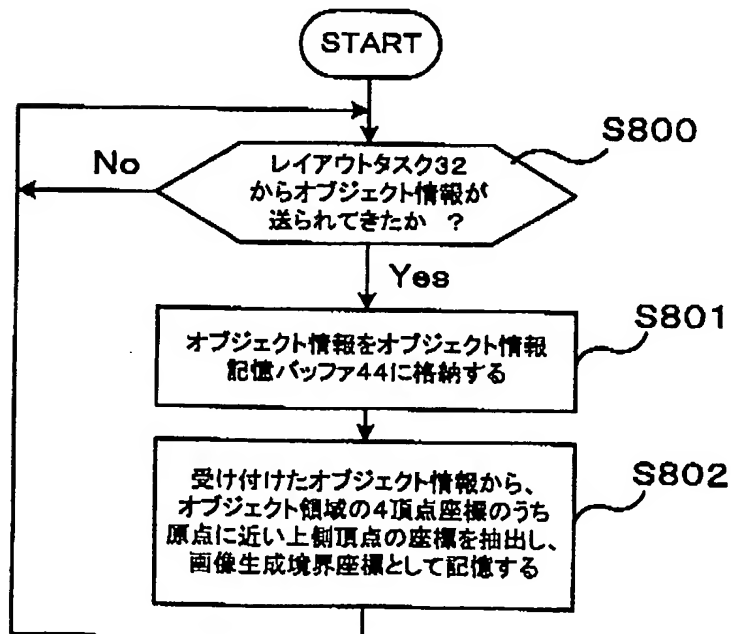 START
S800
No
レイアウトタスク32
からオブジェクト情報が
送られてきたか ?
Yes
S801
オブジェクト情報をオブジェクト情報
記憶バッファ44に格納する
S802
受け付けたオブジェクト情報から、
オブジェクト領域の4頂点座標のうち
原点に近い上側頂点の座標を抽出し、
画像生成境界座標として記憶する